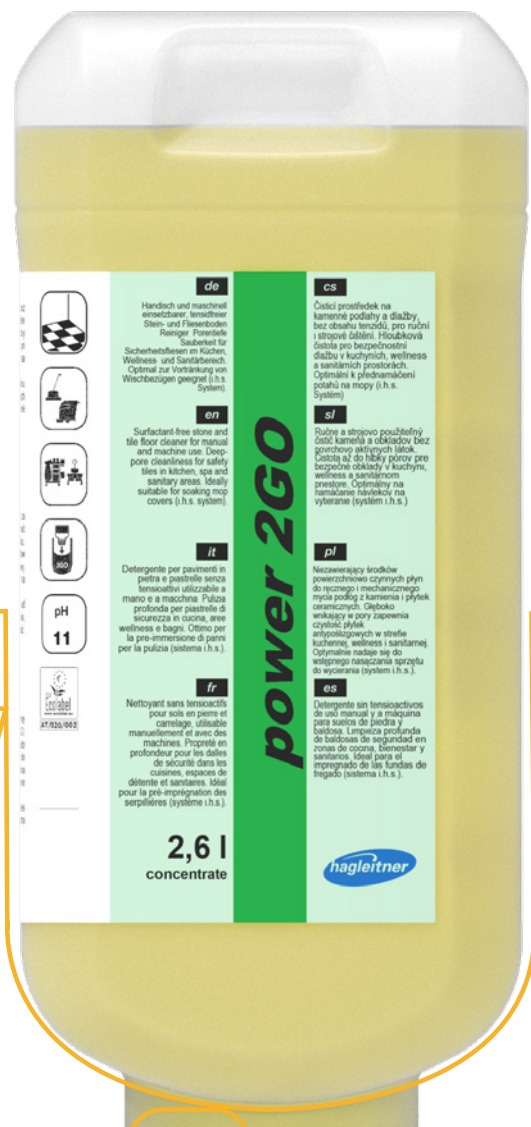 de
Handisch und maschinell
einsetzbarer, tensidfreier
Stein- und Fliesenboden
Reiniger Porentiefe
Sauberkeit für
Sicherheitsfliesen im Küchen,
Wellness- und Sanitärbereich.
Optimal zur Vortränkung von
Wischbezügen geeignet (i.h.s.
System).
en
Surfactant-free stone and
tile floor cleaner for manual
and machine use. Deep-
pore cleanliness for safety
tiles in kitchen, spa and
sanitary areas. Ideally
suitable for soaking mop
covers (i.h.s. system).
it
Detergente per pavimenti in
pietra e piastrelle senza
tensioattivi utilizzabile a
mano e a macchina Pulizia
profonda per piastrelle di
sicurezza in cucina, aree
wellness e bagni. Ottimo per
la pre-immersione di panni
per la pulizia (sistema i.h.s.).
fr
Nettoyant sans tensioactifs
pour sols en pierre et
carrelage, utilisable
manuellement et avec des
machines. Propreté en
profondeur pour les dalles
de sécurité dans les
cuisines, espaces de
détente et sanitaires. Idéal
pour la pré-imprégnation des
serpillières (système i.h.s.).
2,6 l
concentrate
power 2GO
cs
Čisticí prostředek na
kamenné podlahy a dlažby,
bez obsahu tenzidů, pro ruční
i strojové čištění. Hloubková
čistota pro bezpečnostní
dlažbu v kuchyních, wellness
a sanitárních prostorách.
Optimální k přednamáčení
potahů na mopy (i.h.s.
Systém)
sl
Ručne a strojovo použiteľný
čistič kameňa a obkladov bez
povrchovo aktívnych látok.
Čistota až do hĺbky pórov pre
bezpečné obklady v kuchyni,
wellness a sanitárnom
priestore. Optimálny na
namáčanie návlekov na
vytieranie (systém i.h.s.)
pl
Niezawierający środków
powierzchniowo czynnych płyn
do ręcznego i mechanicznego
mycia podłóg z kamienia i płytek
ceramicznych. Głęboko
wnikający w pory zapewnia
czystość płytek
antypoślizgowych w strefie
kuchennej, wellness i sanitarnej.
Optymalnie nadaje się do
wstępnego nasączania sprzętu
do wycierania (system i.h.s.)
es
Detergente sin tensioactivos
de uso manual y a máquina
para suelos de piedra y
baldosa. Limpieza profunda
de baldosas de seguridad en
zonas de cocina, bienestar y
sanitarios. Ideal para el
impregnado de las fundas de
fregado (sistema i.h.s.).
hagleitner
2GO
pH
11
Ecolabel
AT/026/002